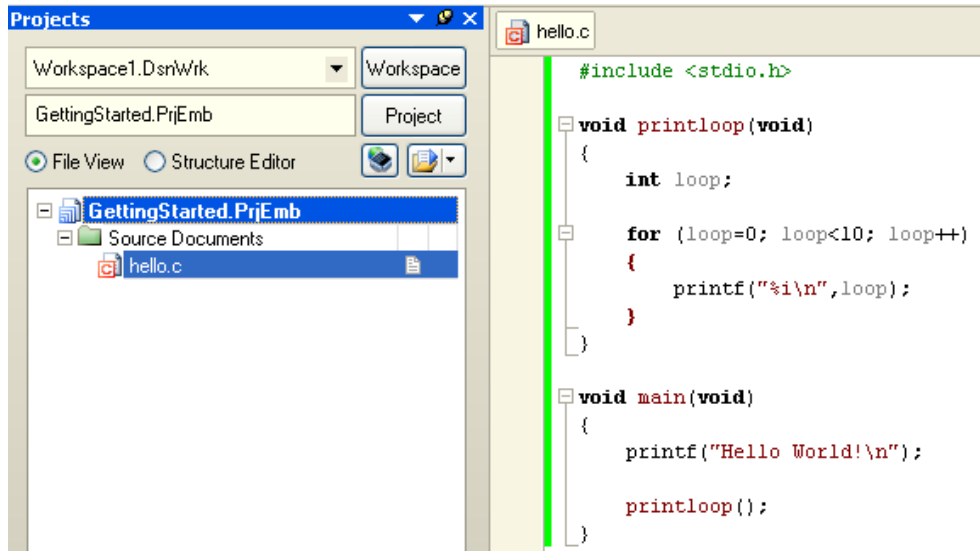 Projects
Workspace1.DsnWrk
Workspace
GettingStarted.PrjEmb
Project
File View
Structure Editor
GettingStarted.PrjEmb
Source Documents
hello.c
hello.c
#include <stdio.h>
void printloop(void)
{
int loop;
for (loop=0; loop<10; loop++)
{
printf("%i\n",loop);
}
}
void main(void)
{
printf("Hello World!\n");
printloop();
}